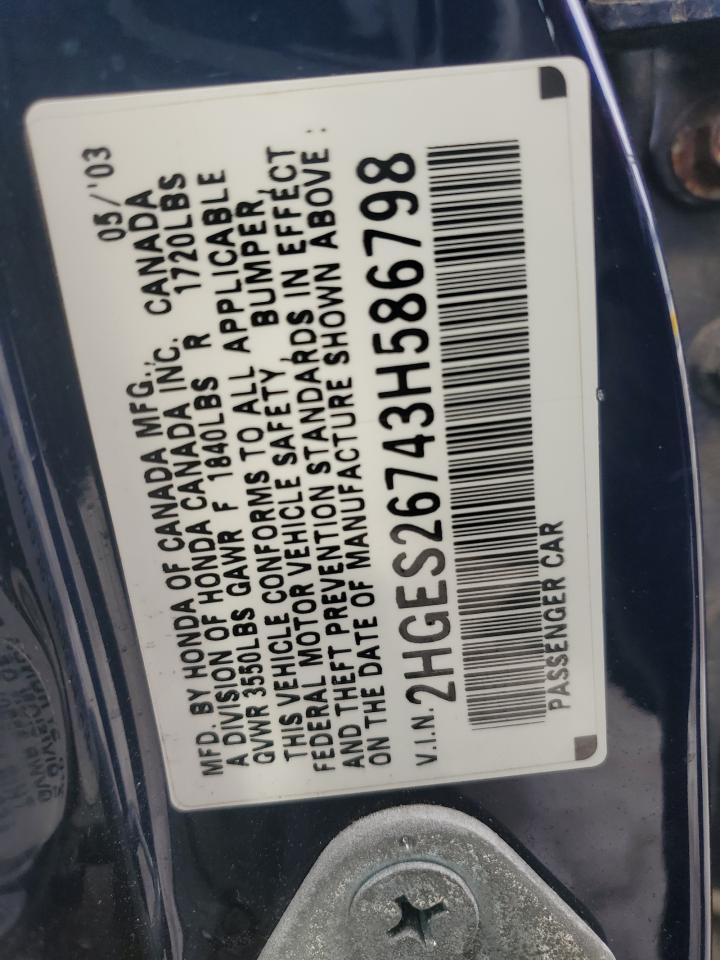 MFD. BY HONDA OF CANADA MFG., CANADA 05/'03
A DIVISION OF HONDA CANADA INC.
GVWR 3550LBS GAWR F 1840LBS R 1720LBS
THIS VEHICLE CONFORMS TO ALL APPLICABLE
FEDERAL MOTOR VEHICLE SAFETY, BUMPER,
AND THEFT PREVENTION STANDARDS IN EFFECT
ON THE DATE OF MANUFACTURE SHOWN ABOVE :
V.I.N. 2HGES26743H586798
PASSENGER CAR